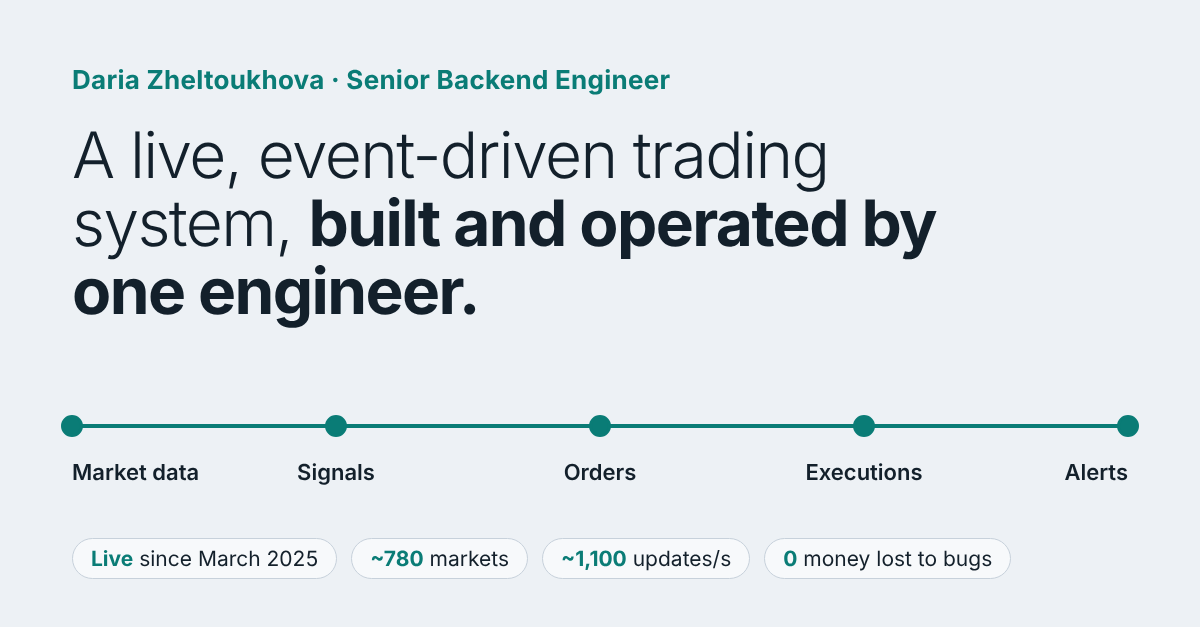 Daria Zheltoukhova · Senior Backend Engineer
A live, event-driven trading
system, built and operated by
one engineer.
Market data
Signals
Orders
Executions
Alerts
Live since March 2025
~780 markets
~1,100 updates/s
0 money lost to bugs